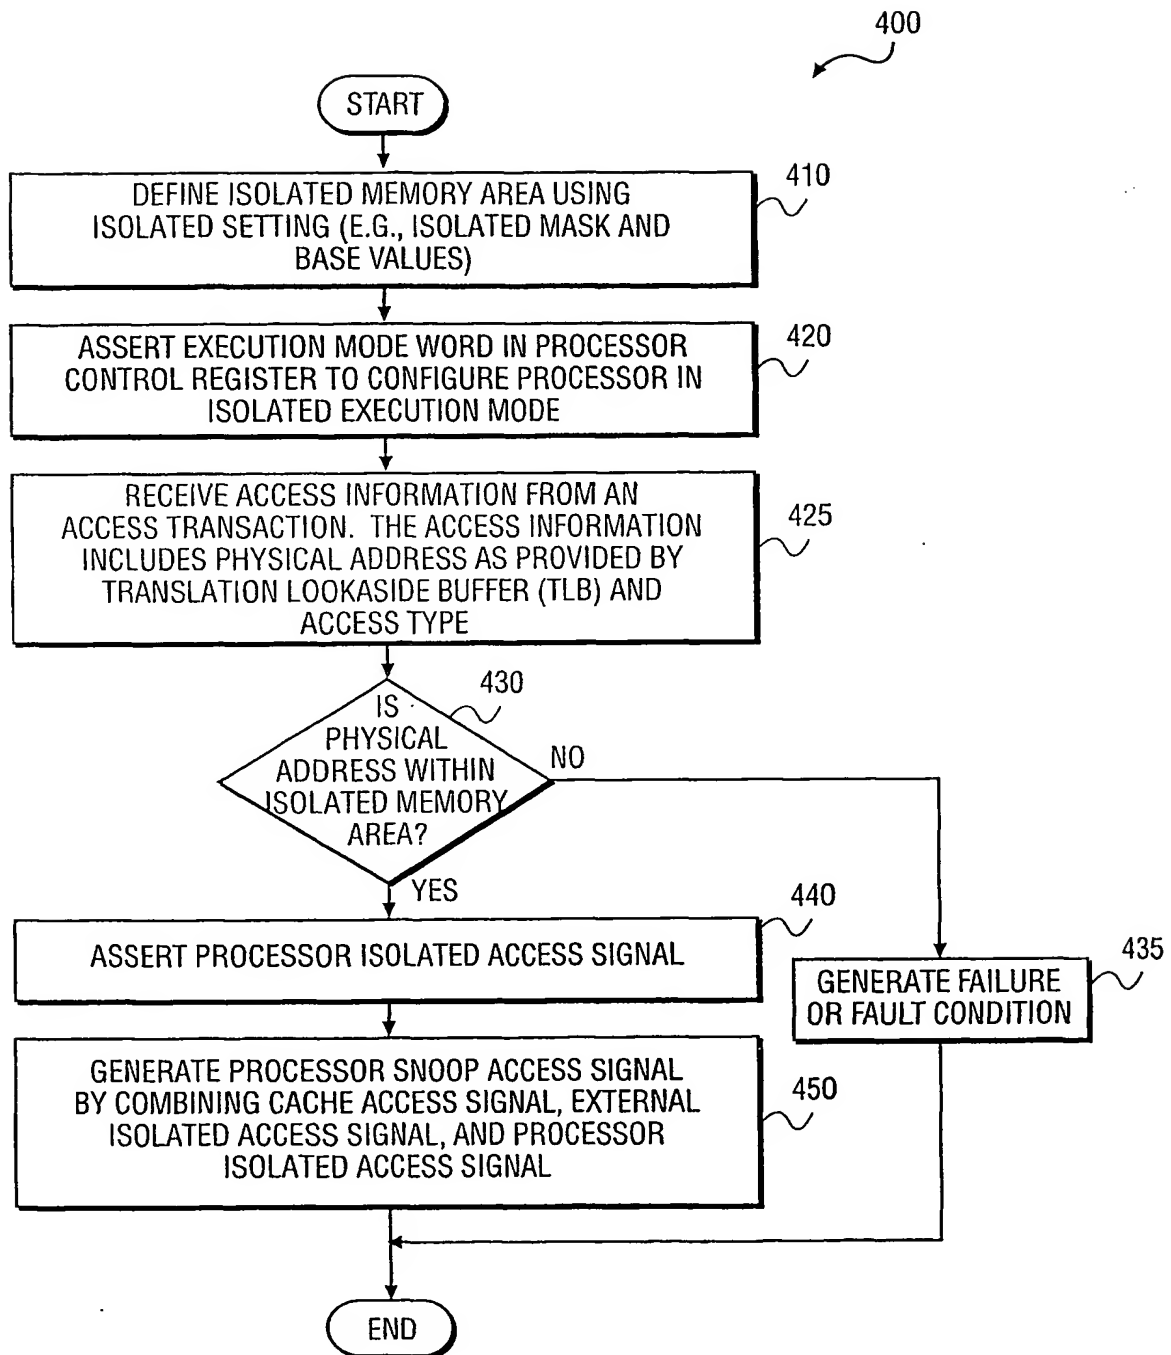 400
START
DEFINE ISOLATED MEMORY AREA USING
ISOLATED SETTING (E.G., ISOLATED MASK AND
BASE VALUES)
410
ASSERT EXECUTION MODE WORD IN PROCESSOR
CONTROL REGISTER TO CONFIGURE PROCESSOR IN
ISOLATED EXECUTION MODE
420
RECEIVE ACCESS INFORMATION FROM AN
ACCESS TRANSACTION. THE ACCESS INFORMATION
INCLUDES PHYSICAL ADDRESS AS PROVIDED BY
TRANSLATION LOOKASIDE BUFFER (TLB) AND
ACCESS TYPE
425
IS
PHYSICAL
ADDRESS WITHIN
ISOLATED MEMORY
AREA?
430
NO
YES
ASSERT PROCESSOR ISOLATED ACCESS SIGNAL
440
GENERATE FAILURE
OR FAULT CONDITION
435
GENERATE PROCESSOR SNOOP ACCESS SIGNAL
BY COMBINING CACHE ACCESS SIGNAL, EXTERNAL
ISOLATED ACCESS SIGNAL, AND PROCESSOR
ISOLATED ACCESS SIGNAL
450
END